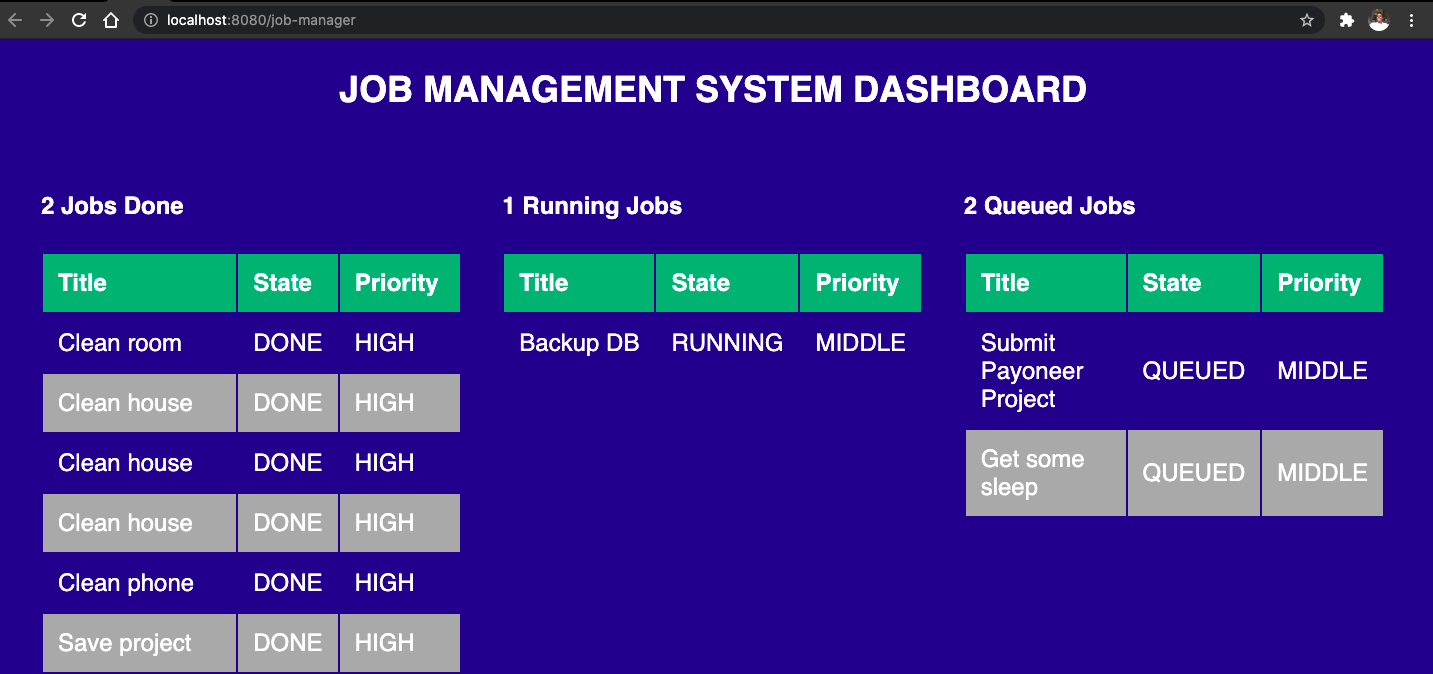 localhost:8080/job-manager
JOB MANAGEMENT SYSTEM DASHBOARD
2 Jobs Done
Title State Priority
Clean room DONE HIGH
Clean house DONE HIGH
Clean house DONE HIGH
Clean house DONE HIGH
Clean phone DONE HIGH
Save project DONE HIGH
1 Running Jobs
Title State Priority
Backup DB RUNNING MIDDLE
2 Queued Jobs
Title State Priority
Submit
Payoneer QUEUED MIDDLE
Project
Get some
sleep QUEUED MIDDLE